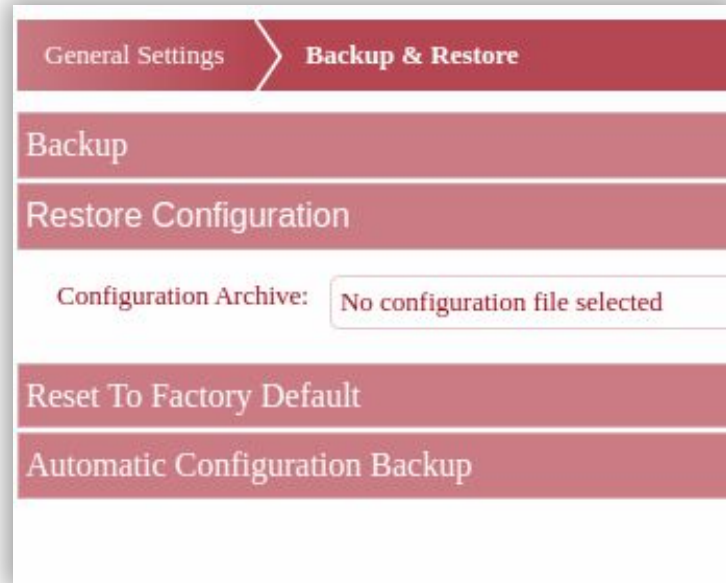 General Settings Backup & Restore
Backup
Restore Configuration
Configuration Archive: No configuration file selected
Reset To Factory Default
Automatic Configuration Backup